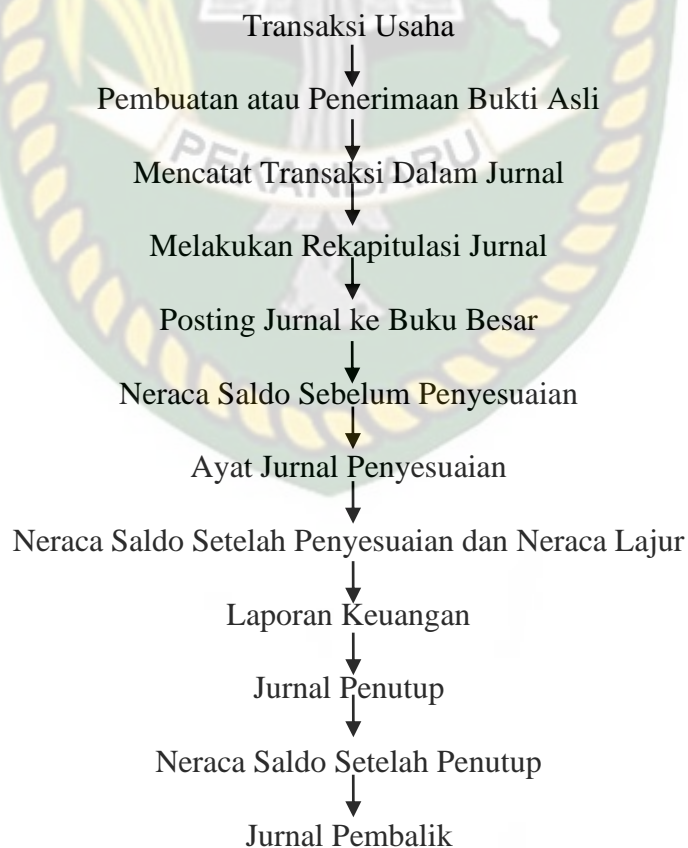 Transaksi Usaha
Pembuatan atau Penerimaan Bukti Asli
PEKANBARU
Mencatat Transaksi Dalam Jurnal
Melakukan Rekapitulasi Jurnal
Posting Jurnal ke Buku Besar
Neraca Saldo Sebelum Penyesuaian
Ayat Jurnal Penyesuaian
Neraca Saldo Setelah Penyesuaian dan Neraca Lajur
Laporan Keuangan
Jurnal Penutup
Neraca Saldo Setelah Penutup
Jurnal Pembalik